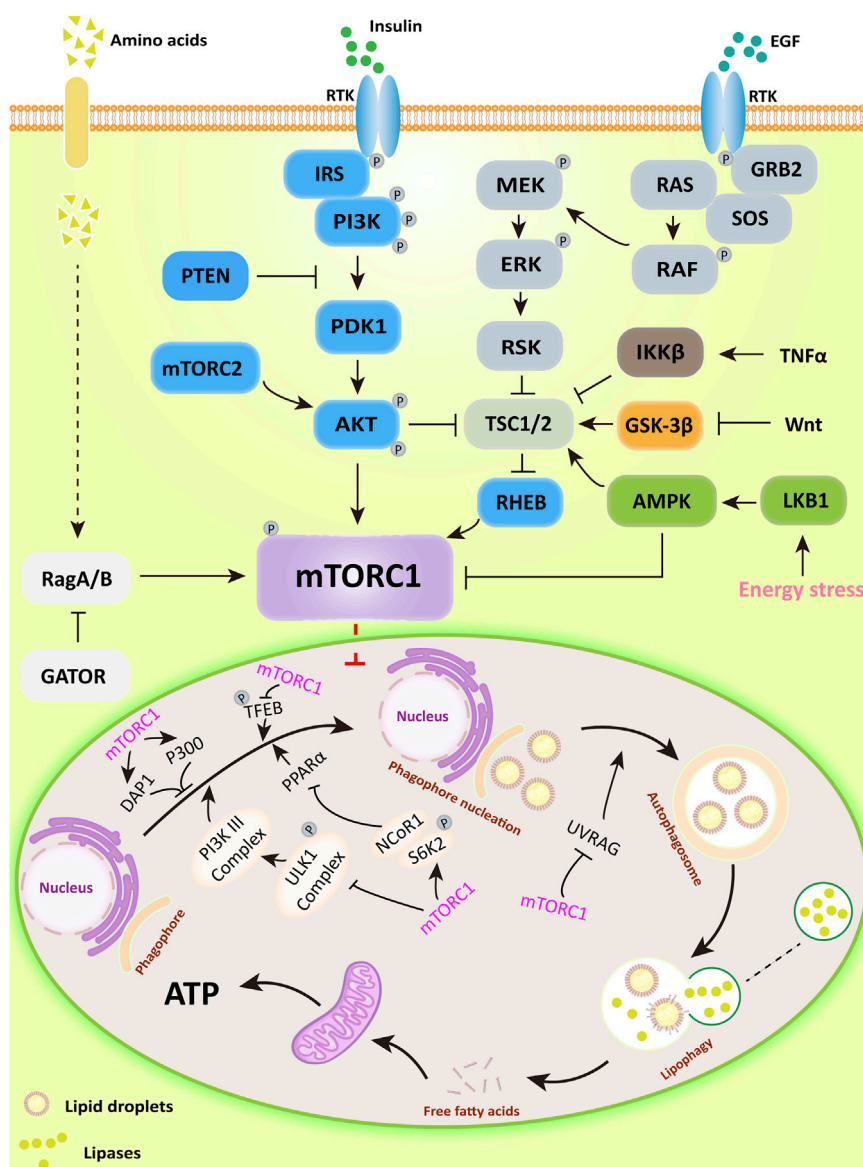 Amino acids
Insulin
EGF
RTK
RTK
P
P
IRS
MEK
P
RAS
GRB2
PI3K
P
P
P
SOS
PTEN
ERK
P
RAF
P
PDK1
RSK
IKKβ
TNFα
mTORC2
AKT
P
P
TSC1/2
GSK-3β
Wnt
RHEB
AMPK
LKB1
P
mTORC1
RagA/B
Energy stress
GATOR
mTORC1
P
TFEB
Nucleus
mTORC1
P300
DAP1
PPARα
Phagophore nucleation
Autophagosome
PI3K III
Complex
P
ULK1
Complex
NCoR1
P
S6K2
UVRAG
mTORC1
mTORC1
Nucleus
Phagophore
ATP
Lipophagy
Free fatty acids
Lipid droplets
Lipases